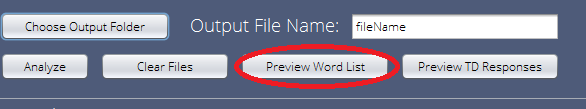 Choose Output Folder Output File Name: fileName
Analyze Clear Files Preview Word List Preview TD Responses